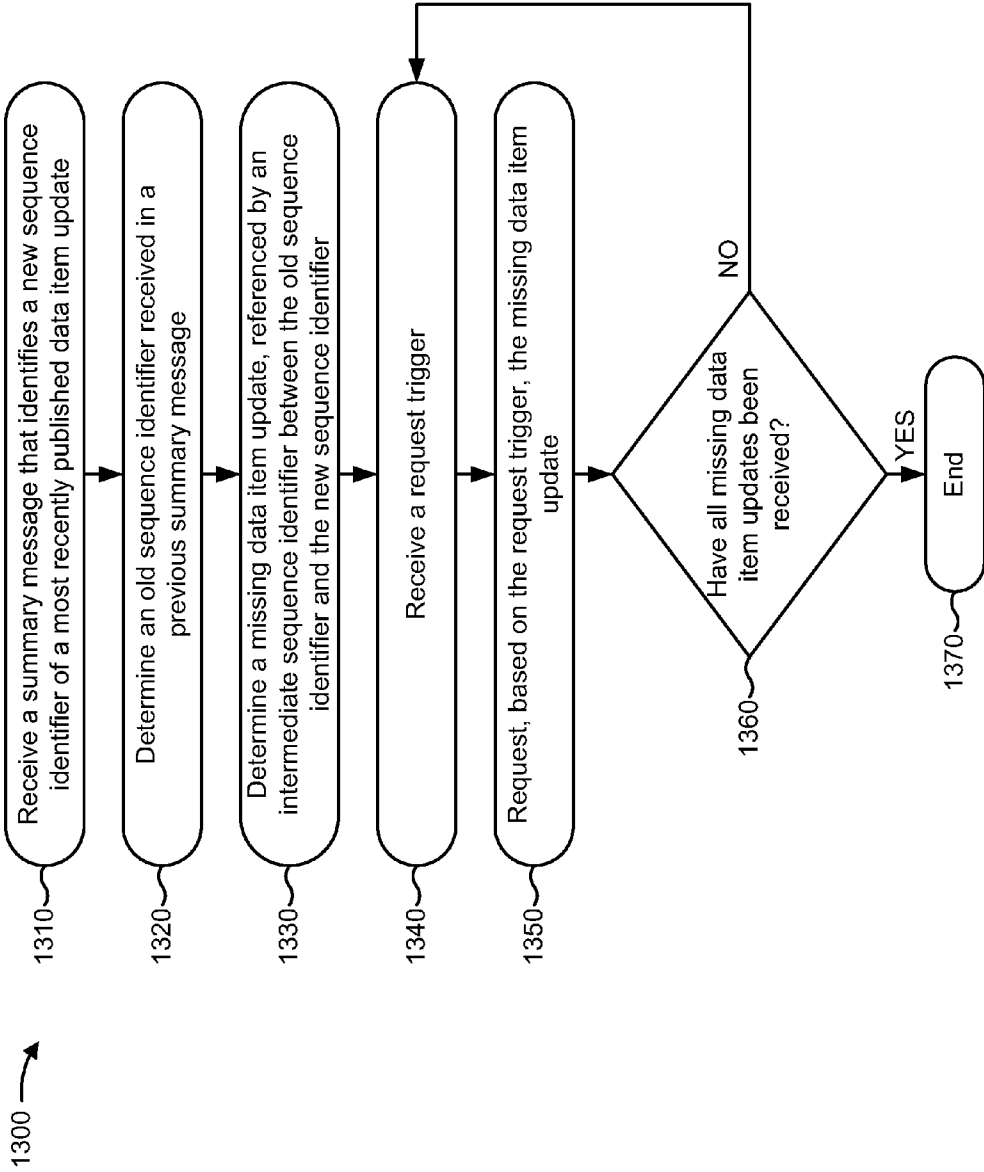 1300
1310
Receive a summary message that identifies a new sequence
identifier of a most recently published data item update
1320
Determine an old sequence identifier received in a
previous summary message
1330
Determine a missing data item update, referenced by an
intermediate sequence identifier between the old sequence
identifier and the new sequence identifier
1340
Receive a request trigger
1350
Request, based on the request trigger, the missing data item
update
1360
Have all missing data
item updates been
received?
NO
YES
1370
End